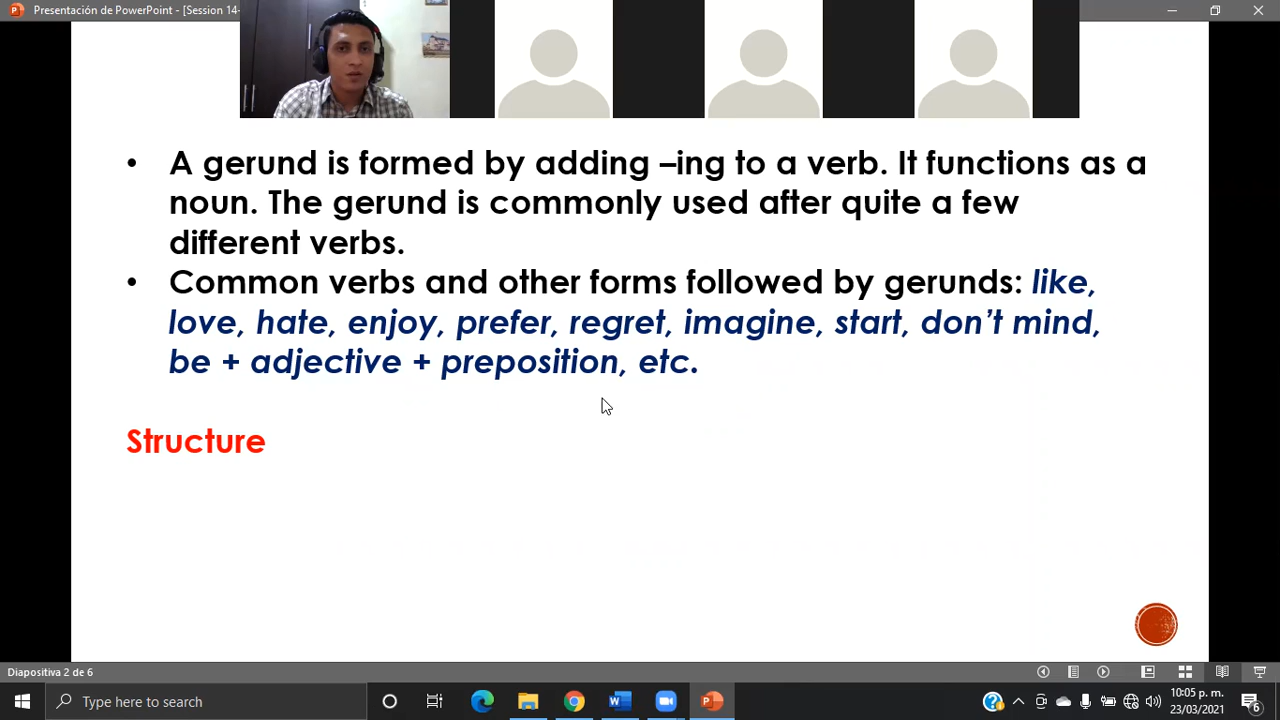 Presentación de PowerPoint - [Session 14-
• A gerund is formed by adding –ing to a verb. It functions as a
noun. The gerund is commonly used after quite a few
different verbs.
• Common verbs and other forms followed by gerunds: like,
love, hate, enjoy, prefer, regret, imagine, start, don’t mind,
be + adjective + preposition, etc.
Structure
Diapositiva 2 de 6
Type here to search
10:05 p. m.
23/03/2021
6